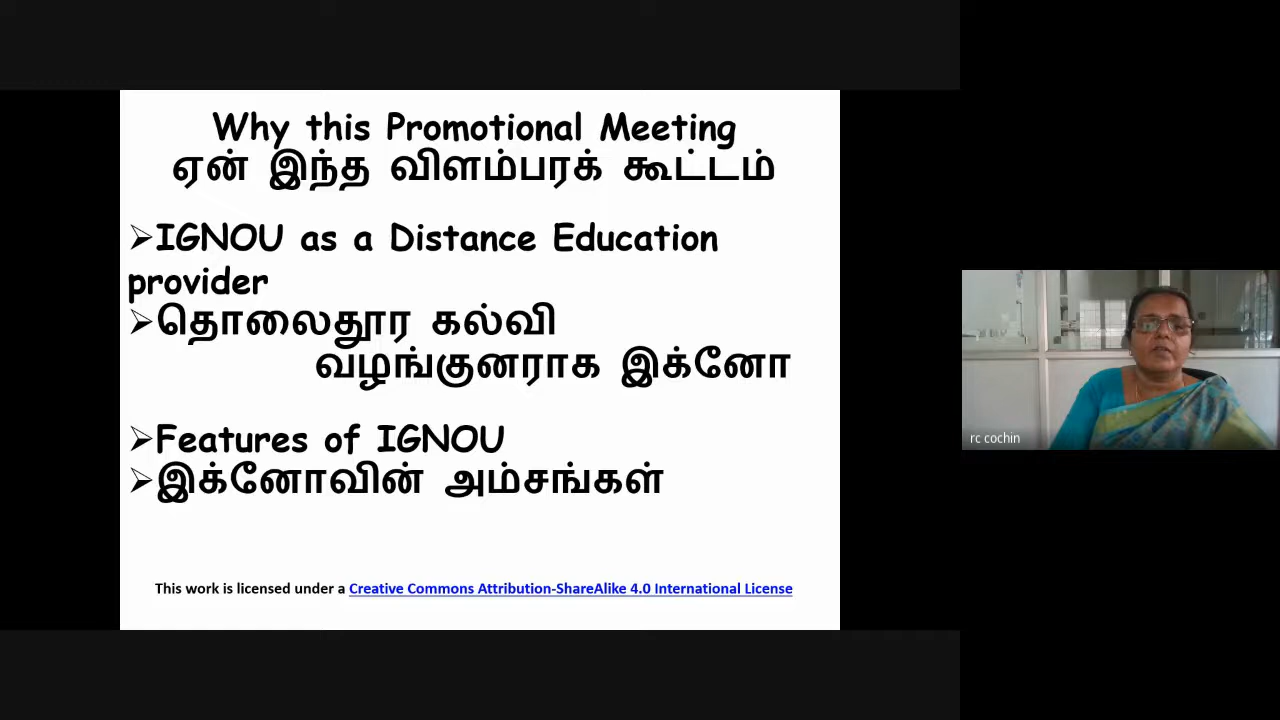 Why this Promotional Meeting
ஏன் இந்த விளம்பரக் கூட்டம்
➢IGNOU as a Distance Education
provider
➢தொலைதூர கல்வி
வழங்குனராக இக்னோ
➢Features of IGNOU
➢இக்னோவின் அம்சங்கள்
This work is licensed under a Creative Commons Attribution-ShareAlike 4.0 International License
rc cochin